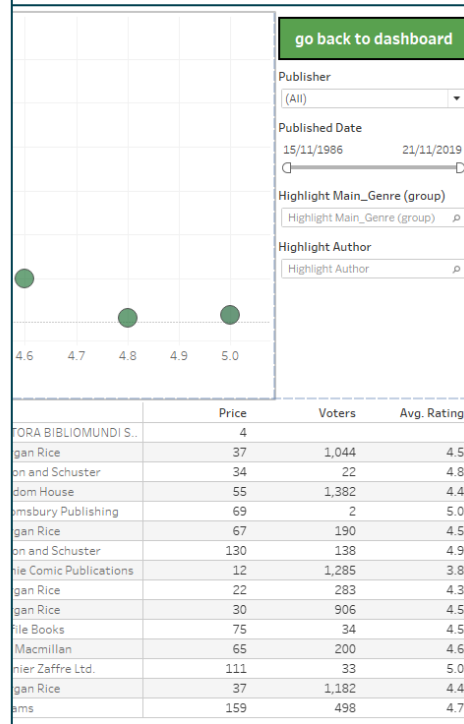 go back to dashboard
Publisher
(All)
Published Date
15/11/1986 21/11/2019
Highlight Main_Genre (group)
Highlight Main_Genre (group)
Highlight Author
Highlight Author
4.6 4.7 4.8 4.9 5.0
Price Voters Avg. Rating
TORA BIBLIOMUNDI S.. 4
gan Rice 37 1,044 4.5
on and Schuster 34 22 4.8
dom House 55 1,382 4.4
omsbury Publishing 69 2 5.0
gan Rice 67 190 4.5
on and Schuster 130 138 4.9
ie Comic Publications 12 1,285 3.8
gan Rice 22 283 4.3
gan Rice 30 906 4.5
file Books 75 34 4.5
Macmillan 65 200 4.6
nier Zaffre Ltd. 111 33 5.0
gan Rice 37 1,182 4.4
ams 159 498 4.7